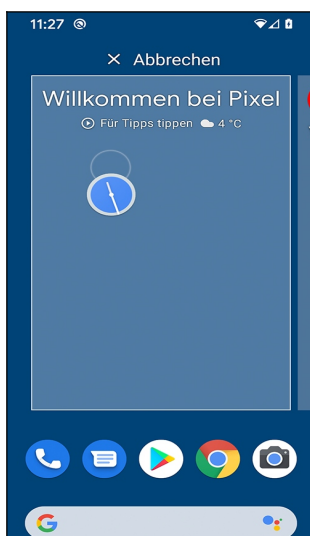 11:27
× Abbrechen
Willkommen bei Pixel
Für Tipps tippen 4 °C
G